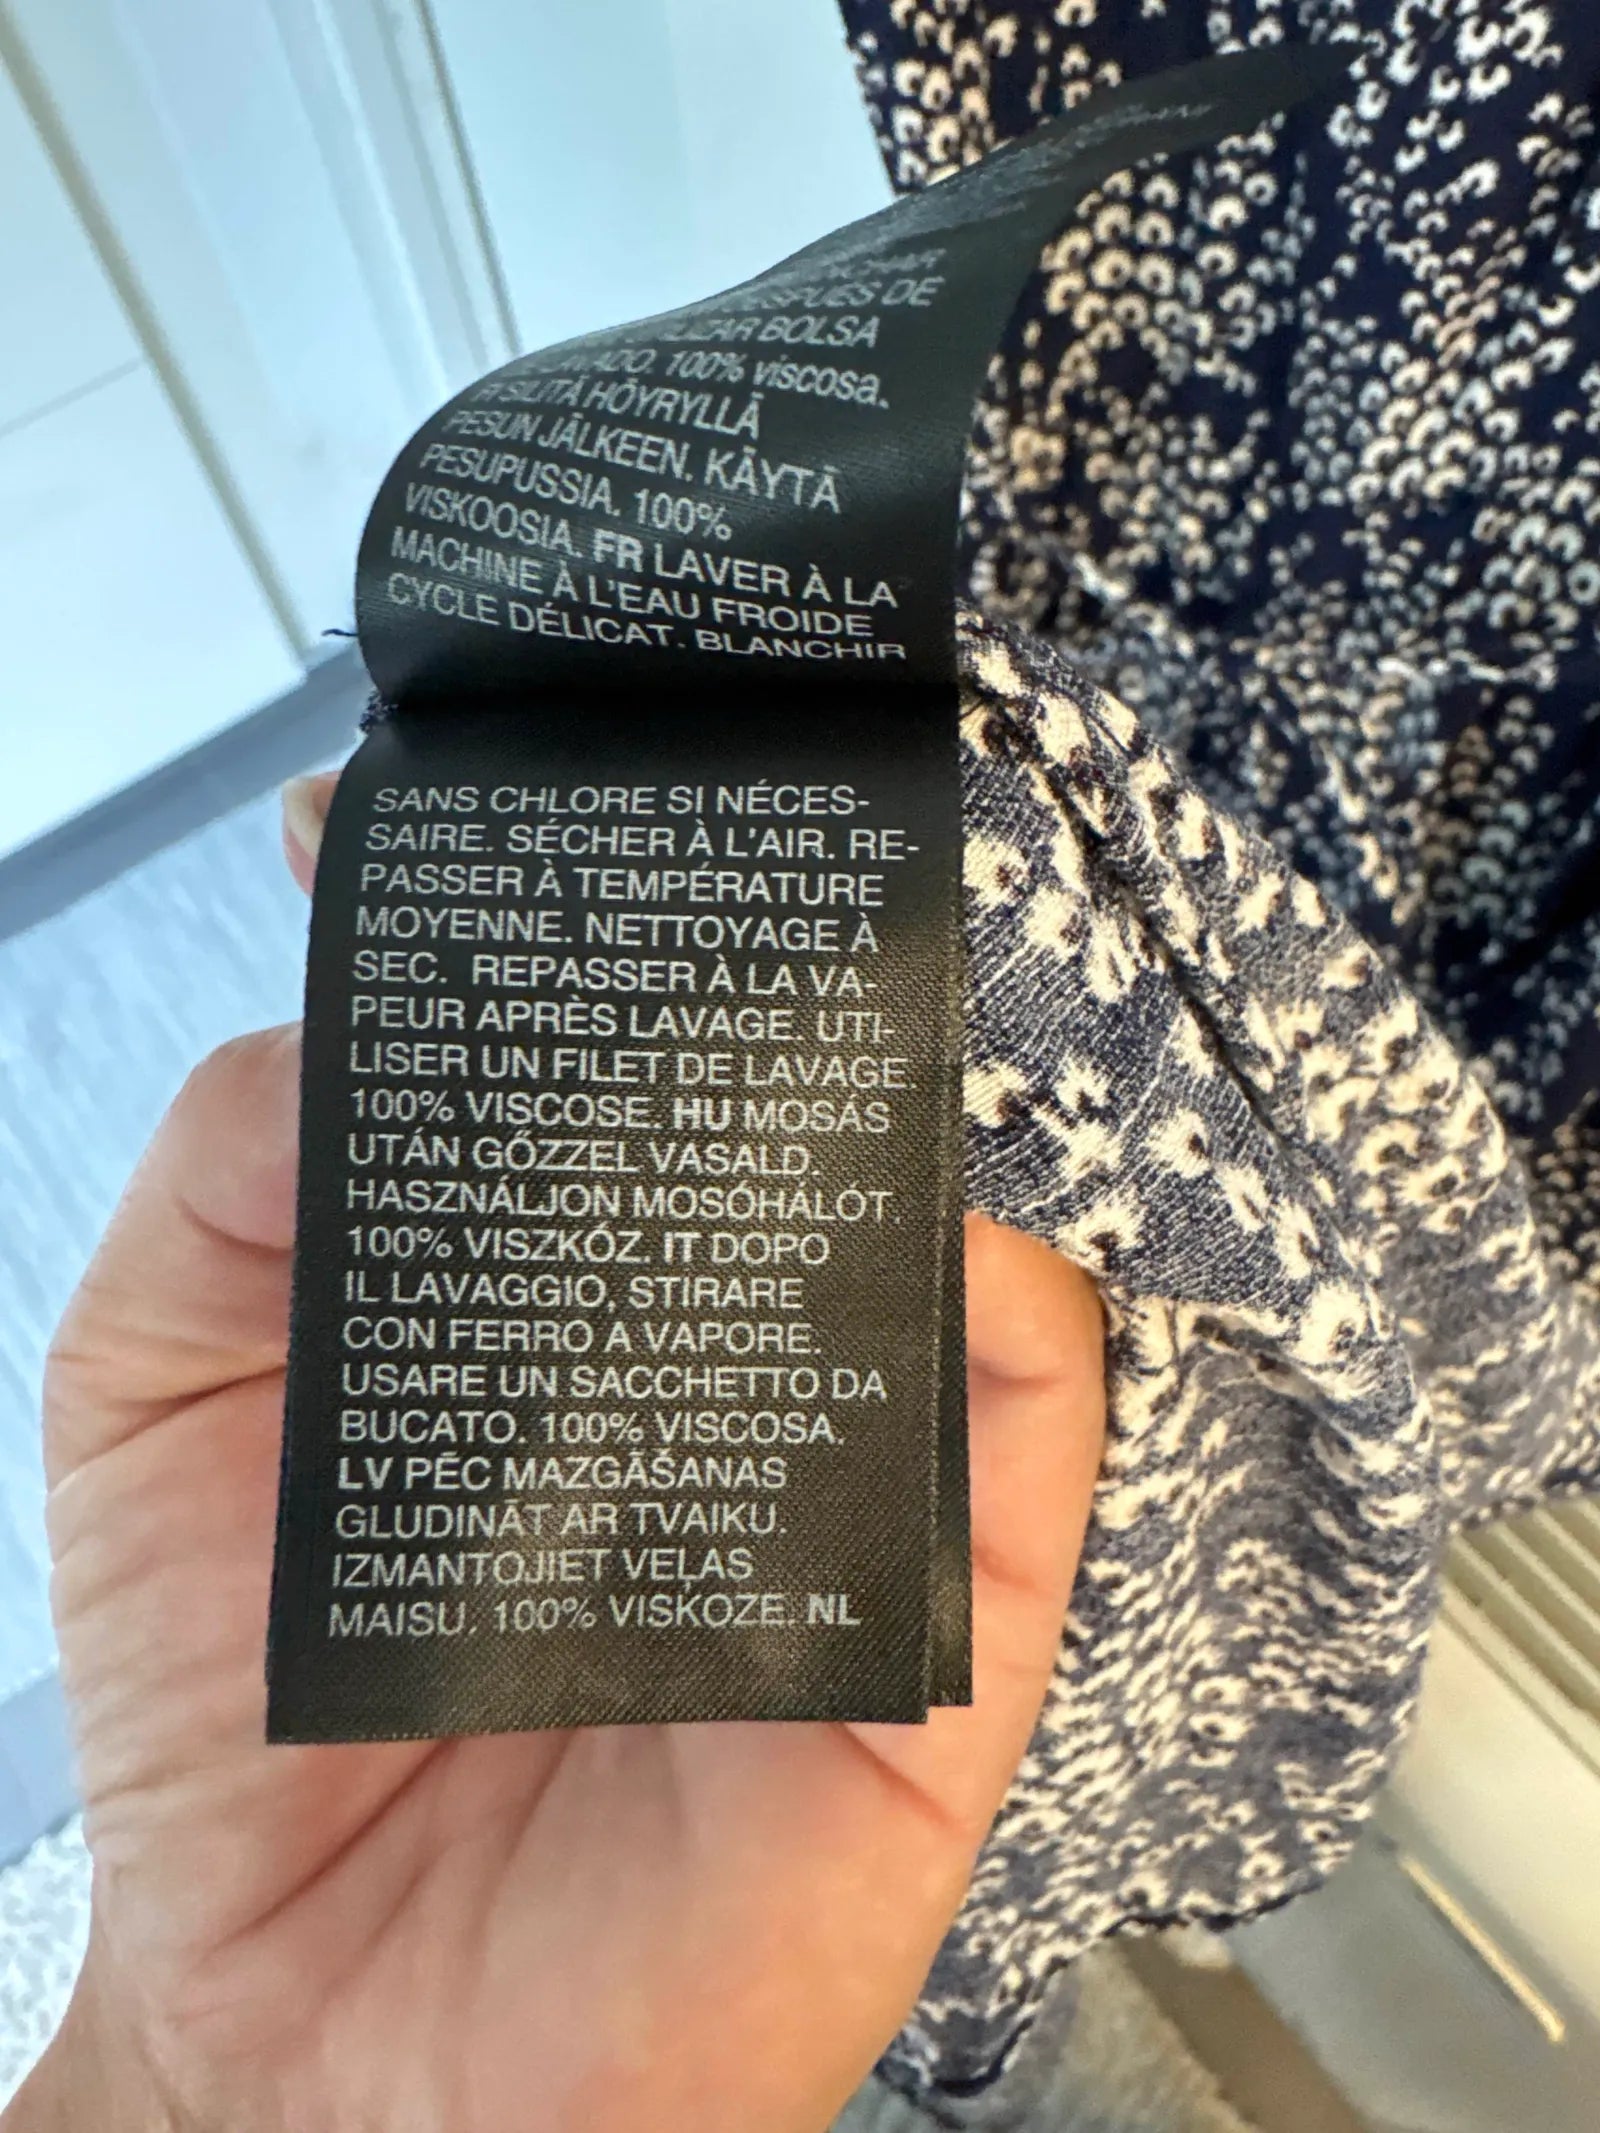 DE
BOLSA
100% viscosa.
SILITÄ HÖYRYLLÄ
PESUN JÄLKEEN. KÄYTÄ
PESUPUSSIA. 100%
VISKOOSIA. FR LAVER À LA
MACHINE À L'EAU FROIDE
CYCLE DÉLICAT. BLANCHIR
SANS CHLORE SI NÉCES-
SAIRE. SÉCHER À L'AIR. RE-
PASSER À TEMPÉRATURE
MOYENNE. NETTOYAGE À
SEC. REPASSER À LA VA-
PEUR APRÈS LAVAGE. UTI-
LISER UN FILET DE LAVAGE.
100% VISCOSE. HU MOSÁS
UTÁN GŐZZEL VASALD.
HASZNÁLJON MOSÓHÁLÓT.
100% VISZKÓZ. IT DOPO
IL LAVAGGIO, STIRARE
CON FERRO A VAPORE.
USARE UN SACCHETTO DA
BUCATO. 100% VISCOSA.
LV PĒC MAZGĀŠANAS
GLUDINĀT AR TVAIKU.
IZMANTOJIET VEĻAS
MAISU. 100% VISKOZE. NL